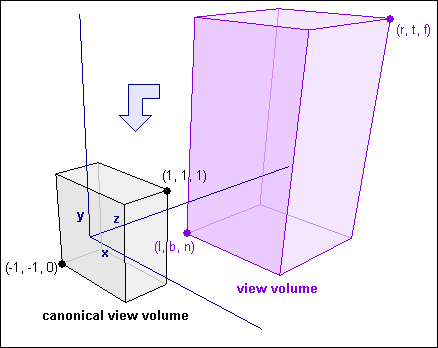 (r, t, f)
(1, 1, 1)
y
z
x
(l, b, n)
(-1, -1, 0)
view volume
canonical view volume